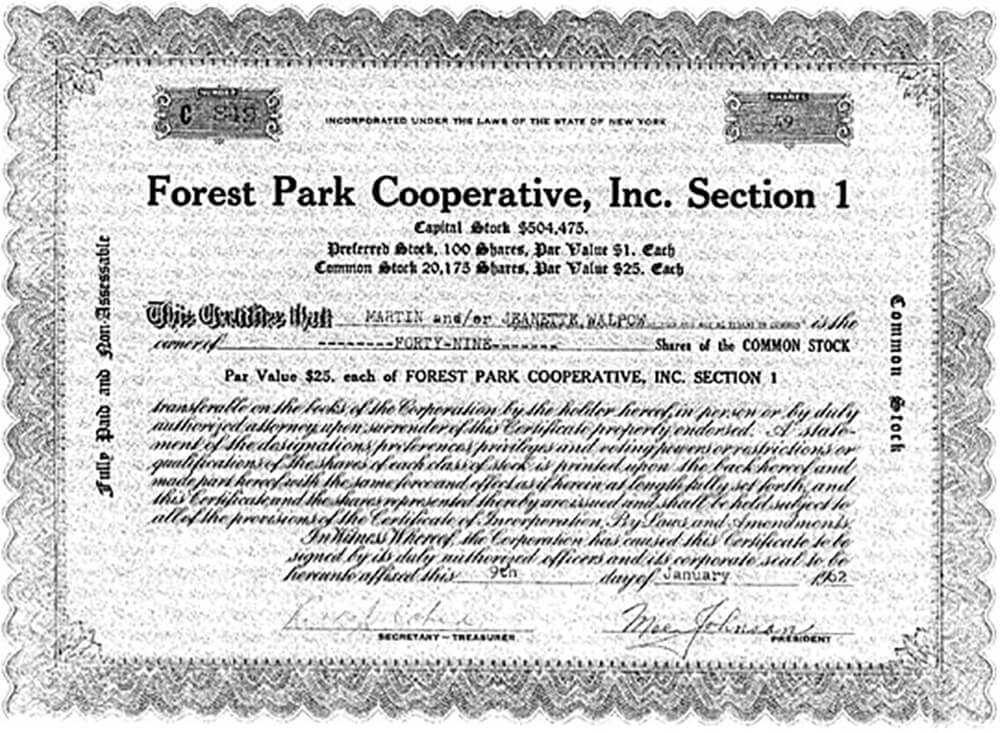 NUMBER
C
SHARES
49
INCORPORATED UNDER THE LAWS OF THE STATE OF NEW YORK
Forest Park Cooperative, Inc. Section 1
Capital Stock $504,475.
Preferred Stock, 100 Shares, Par Value $1. Each
Common Stock 20,175 Shares, Par Value $25. Each
Fully Paid and Non-Assessable
Common Stock
This Certifies that MARTIN and/or JEANETTE WALPOW is the
owner of --------FORTY-NINE------- Shares of the COMMON STOCK
Par Value $25. each of FOREST PARK COOPERATIVE, INC. SECTION 1
transferable on the books of the Corporation by the holder hereof, in person or by duly
authorized attorney upon surrender of this Certificate properly endorsed. A state-
ment of the designations preferences privileges and voting powers or restrictions or
qualifications of the shares of each class of stock is printed upon the back hereof and
made part hereof with the same force and effect as if herein at length fully set forth, and
this Certificate and the shares represented thereby are issued and shall be held subject to
all of the provisions of the Certificate of Incorporation, By Laws, and Amendments
In Witness Whereof, the Corporation has caused this Certificate to be
signed by its duly authorized officers and its corporate seal to be
hereunto affixed this 9th day of January 1962
Moe Johnson
SECRETARY - TREASURER
PRESIDENT